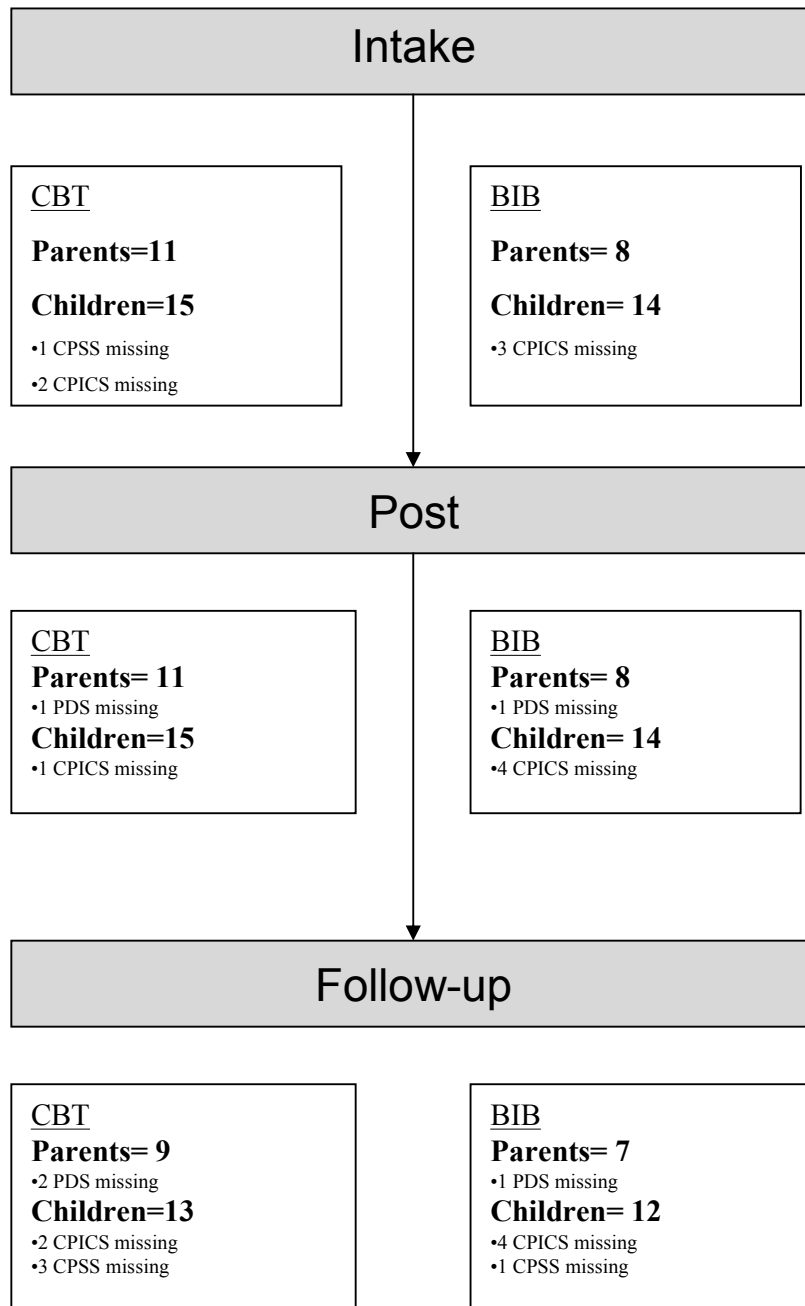 Intake
CBT
Parents=11
Children=15
•1 CPSS missing
•2 CPICS missing
BIB
Parents= 8
Children= 14
•3 CPICS missing
Post
CBT
Parents= 11
•1 PDS missing
Children=15
•1 CPICS missing
BIB
Parents= 8
•1 PDS missing
Children= 14
•4 CPICS missing
Follow-up
CBT
Parents= 9
•2 PDS missing
Children=13
•2 CPICS missing
•3 CPSS missing
BIB
Parents= 7
•1 PDS missing
Children= 12
•4 CPICS missing
•1 CPSS missing